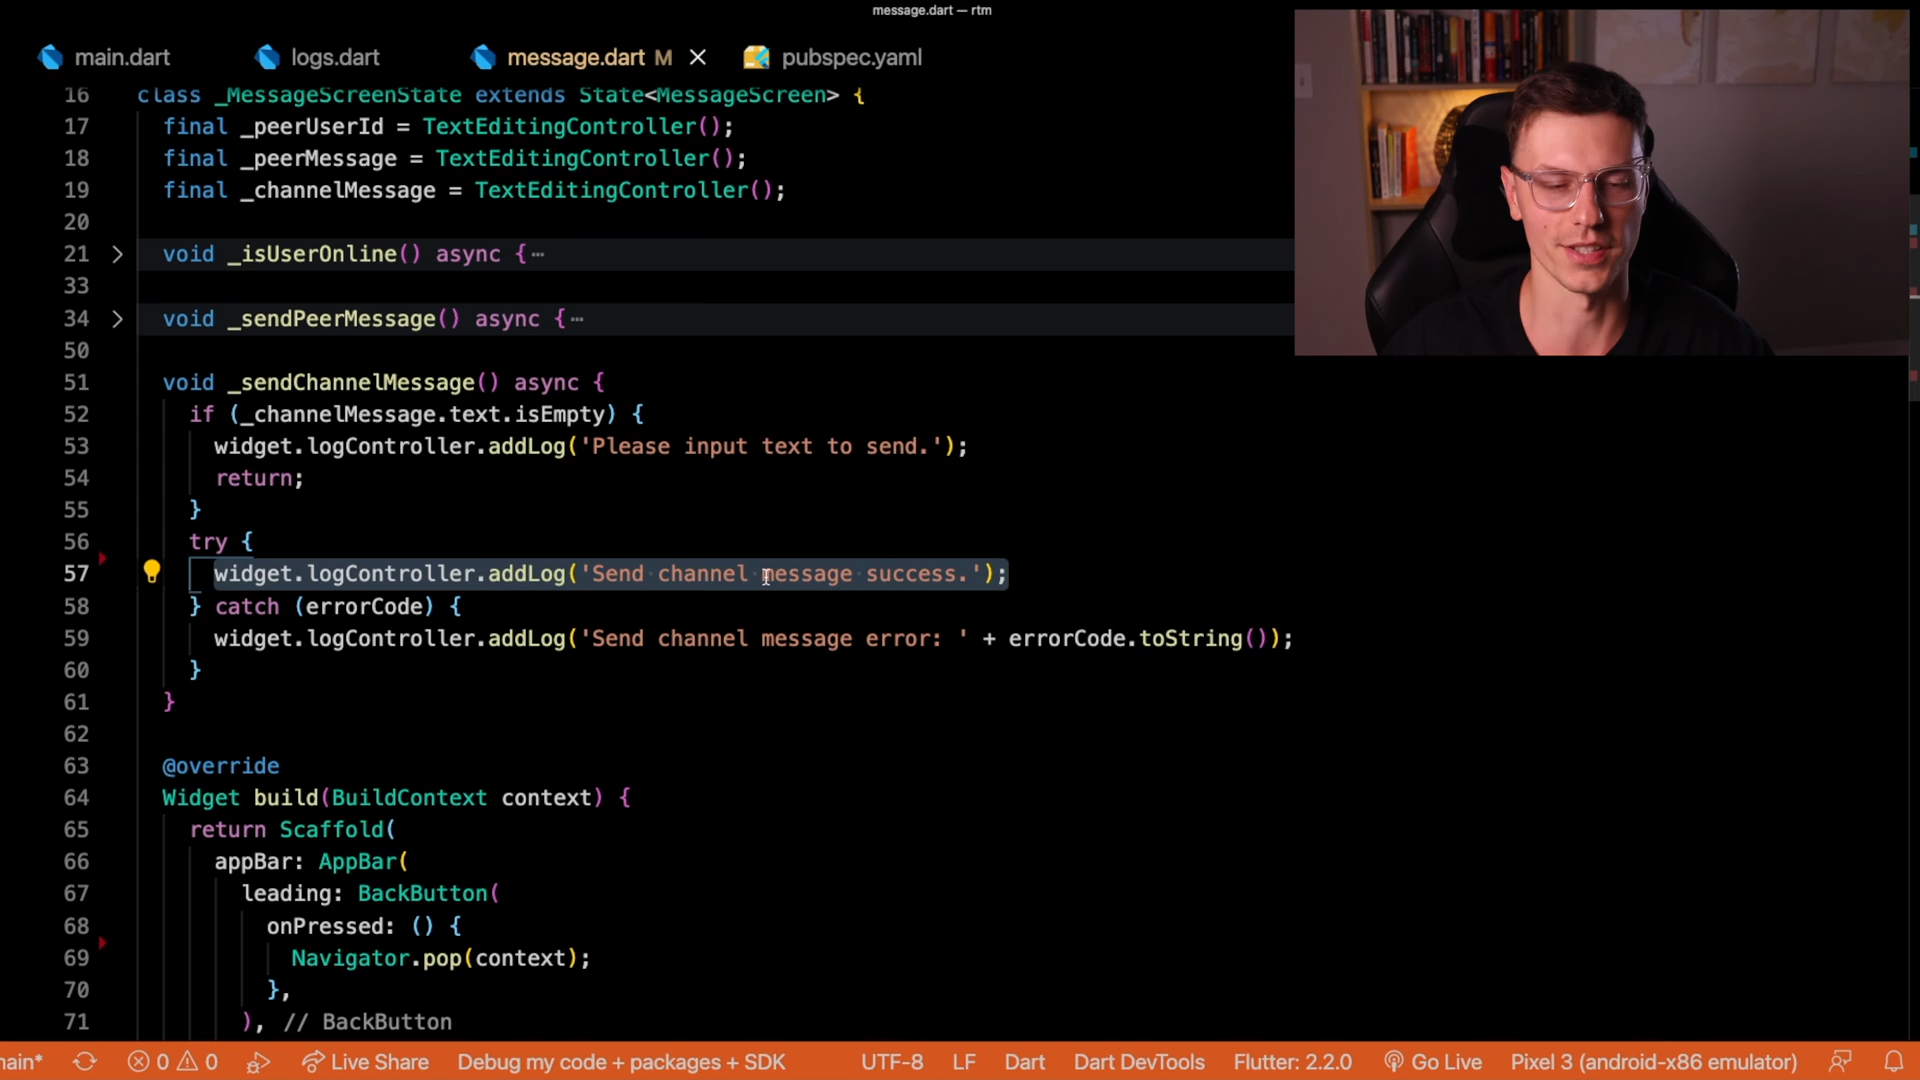 message.dart — rtm
main.dart logs.dart message.dart M pubspec.yaml
16 class _MessageScreenState extends State<MessageScreen> {
17 final _peerUserId = TextEditingController();
18 final _peerMessage = TextEditingController();
19 final _channelMessage = TextEditingController();
20
21 void _isUserOnline() async {…
33
34 void _sendPeerMessage() async {…
50
51 void _sendChannelMessage() async {
52 if (_channelMessage.text.isEmpty) {
53 widget.logController.addLog('Please input text to send.');
54 return;
55 }
56 try {
57 widget.logController.addLog('Send channel message success.');
58 } catch (errorCode) {
59 widget.logController.addLog('Send channel message error: ' + errorCode.toString());
60 }
61 }
62
63 @override
64 Widget build(BuildContext context) {
65 return Scaffold(
66 appBar: AppBar(
67 leading: BackButton(
68 onPressed: () {
69 Navigator.pop(context);
70 },
71 ), // BackButton
main* 0 0 Live Share Debug my code + packages + SDK UTF-8 LF Dart Dart DevTools Flutter: 2.2.0 Go Live Pixel 3 (android-x86 emulator)